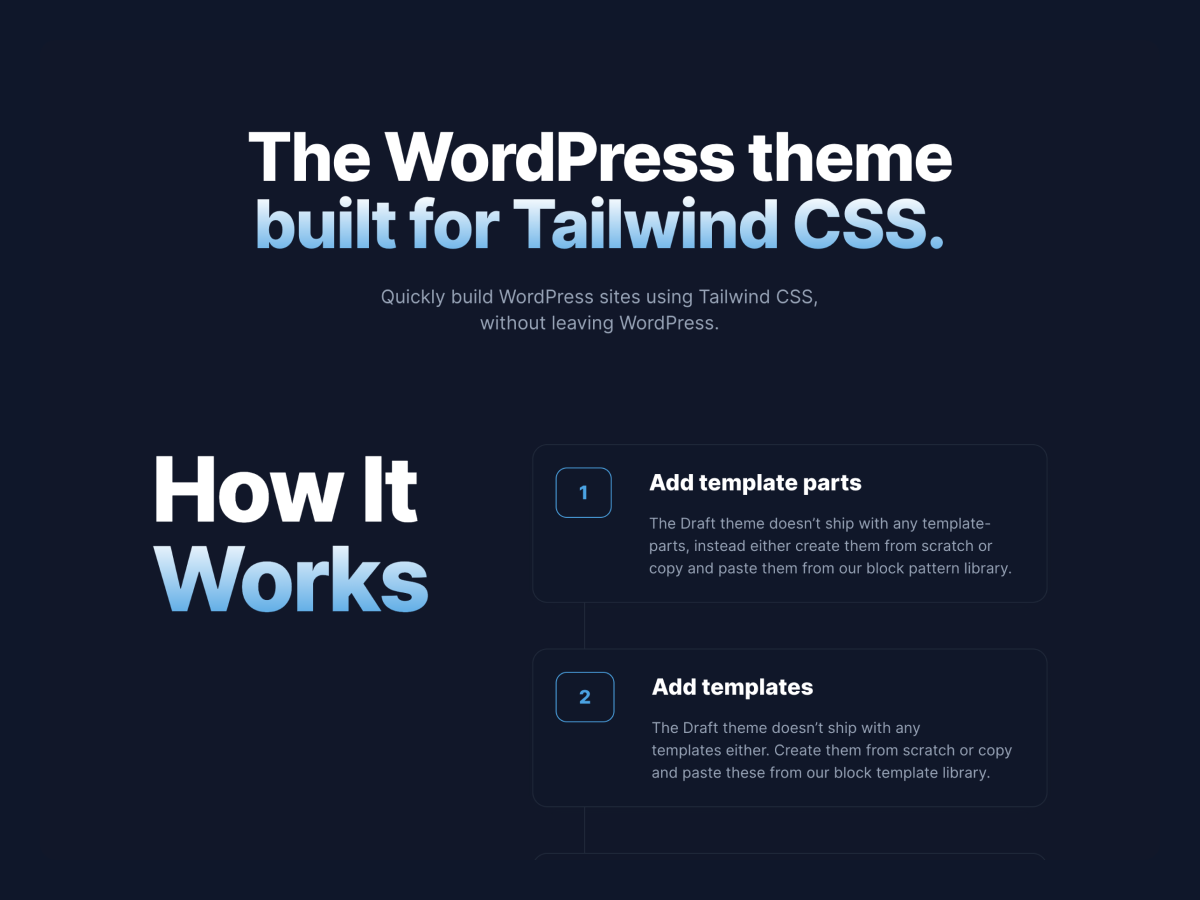 The WordPress theme
built for Tailwind CSS.
Quickly build WordPress sites using Tailwind CSS,
without leaving WordPress.
How It
Works
1
Add template parts
The Draft theme doesn’t ship with any template-
parts, instead either create them from scratch or
copy and paste them from our block pattern library.
2
Add templates
The Draft theme doesn’t ship with any
templates either. Create them from scratch or copy
and paste these from our block template library.